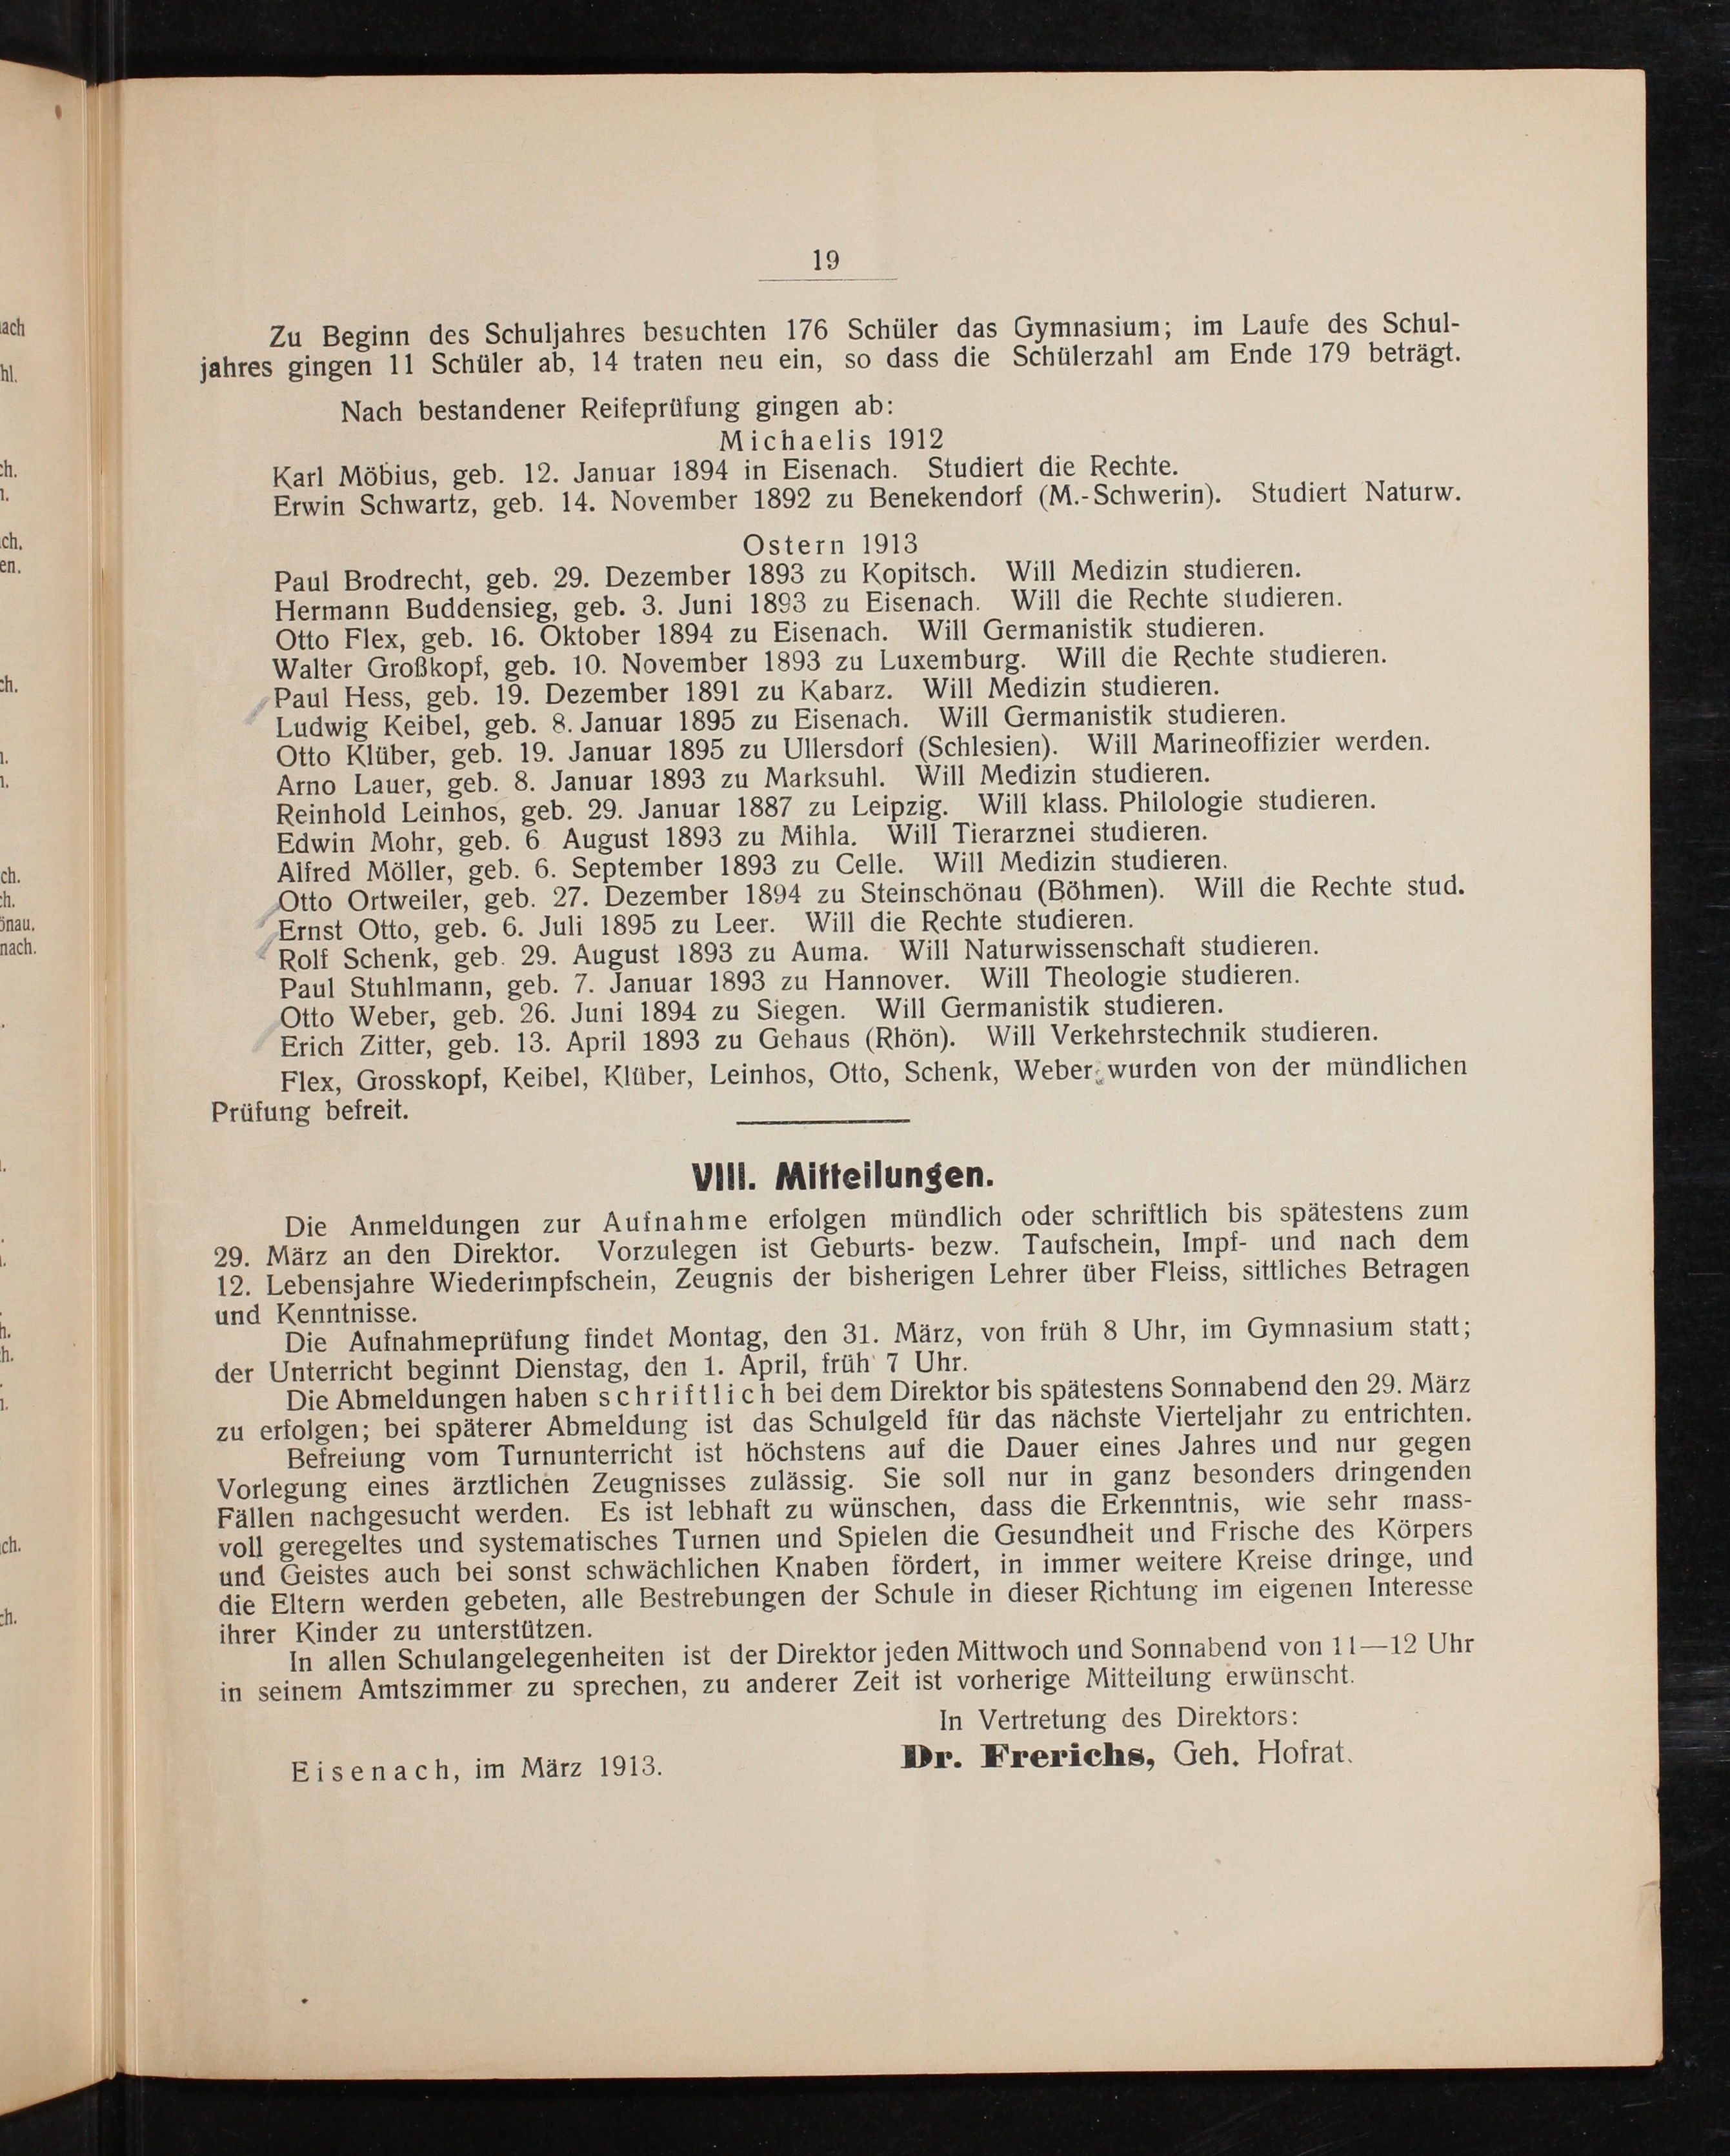 19
Zu Beginn des Schuljahres besuchten 176 Schüler das Gymnasium; im Laufe des Schul-
jahres gingen 11 Schüler ab, 14 traten neu ein, so dass die Schülerzahl am Ende 179 beträgt.
Nach bestandener Reifeprüfung gingen ab:
Michaelis 1912
Karl Möbius, geb. 12. Januar 1894 in Eisenach. Studiert die Rechte.
Erwin Schwartz, geb. 14. November 1892 zu Benekendorf (M.-Schwerin). Studiert Naturw.
Ostern 1913
Paul Brodrecht, geb. 29. Dezember 1893 zu Kopitsch. Will Medizin studieren.
Hermann Buddensieg, geb. 3. Juni 1893 zu Eisenach. Will die Rechte studieren.
Otto Flex, geb. 16. Oktober 1894 zu Eisenach. Will Germanistik studieren.
Walter Großkopf, geb. 10. November 1893 zu Luxemburg. Will die Rechte studieren.
Paul Hess, geb. 19. Dezember 1891 zu Kabarz. Will Medizin studieren.
Ludwig Keibel, geb. 8. Januar 1895 zu Eisenach. Will Germanistik studieren.
Otto Klüber, geb. 19. Januar 1895 zu Ullersdorf (Schlesien). Will Marineoffizier werden.
Arno Lauer, geb. 8. Januar 1893 zu Marksuhl. Will Medizin studieren.
Reinhold Leinhos, geb. 29. Januar 1887 zu Leipzig. Will klass. Philologie studieren.
Edwin Mohr, geb. 6 August 1893 zu Mihla. Will Tierarznei studieren.
Alfred Möller, geb. 6. September 1893 zu Celle. Will Medizin studieren.
Otto Ortweiler, geb. 27. Dezember 1894 zu Steinschönau (Böhmen). Will die Rechte stud.
Ernst Otto, geb. 6. Juli 1895 zu Leer. Will die Rechte studieren.
Rolf Schenk, geb. 29. August 1893 zu Auma. Will Naturwissenschaft studieren.
Paul Stuhlmann, geb. 7. Januar 1893 zu Hannover. Will Theologie studieren.
Otto Weber, geb. 26. Juni 1894 zu Siegen. Will Germanistik studieren.
Erich Zitter, geb. 13. April 1893 zu Gehaus (Rhön). Will Verkehrstechnik studieren.
Flex, Grosskopf, Keibel, Klüber, Leinhos, Otto, Schenk, Weber wurden von der mündlichen
Prüfung befreit.
VIII. Mitteilungen.
Die Anmeldungen zur Aufnahme erfolgen mündlich oder schriftlich bis spätestens zum
29. März an den Direktor. Vorzulegen ist Geburts- bezw. Taufschein, Impf- und nach dem
12. Lebensjahre Wiederimpfschein, Zeugnis der bisherigen Lehrer über Fleiss, sittliches Betragen
und Kenntnisse.
Die Aufnahmeprüfung findet Montag, den 31. März, von früh 8 Uhr, im Gymnasium statt;
der Unterricht beginnt Dienstag, den 1. April, früh 7 Uhr.
Die Abmeldungen haben schriftlich bei dem Direktor bis spätestens Sonnabend den 29. März
zu erfolgen; bei späterer Abmeldung ist das Schulgeld für das nächste Vierteljahr zu entrichten.
Befreiung vom Turnunterricht ist höchstens auf die Dauer eines Jahres und nur gegen
Vorlegung eines ärztlichen Zeugnisses zulässig. Sie soll nur in ganz besonders dringenden
Fällen nachgesucht werden. Es ist lebhaft zu wünschen, dass die Erkenntnis, wie sehr mass-
voll geregeltes und systematisches Turnen und Spielen die Gesundheit und Frische des Körpers
und Geistes auch bei sonst schwächlichen Knaben fördert, in immer weitere Kreise dringe, und
die Eltern werden gebeten, alle Bestrebungen der Schule in dieser Richtung im eigenen Interesse
ihrer Kinder zu unterstützen.
In allen Schulangelegenheiten ist der Direktor jeden Mittwoch und Sonnabend von 11—12 Uhr
in seinem Amtszimmer zu sprechen, zu anderer Zeit ist vorherige Mitteilung erwünscht.
In Vertretung des Direktors:
Eisenach, im März 1913.
Dr. Frerichs, Geh. Hofrat.